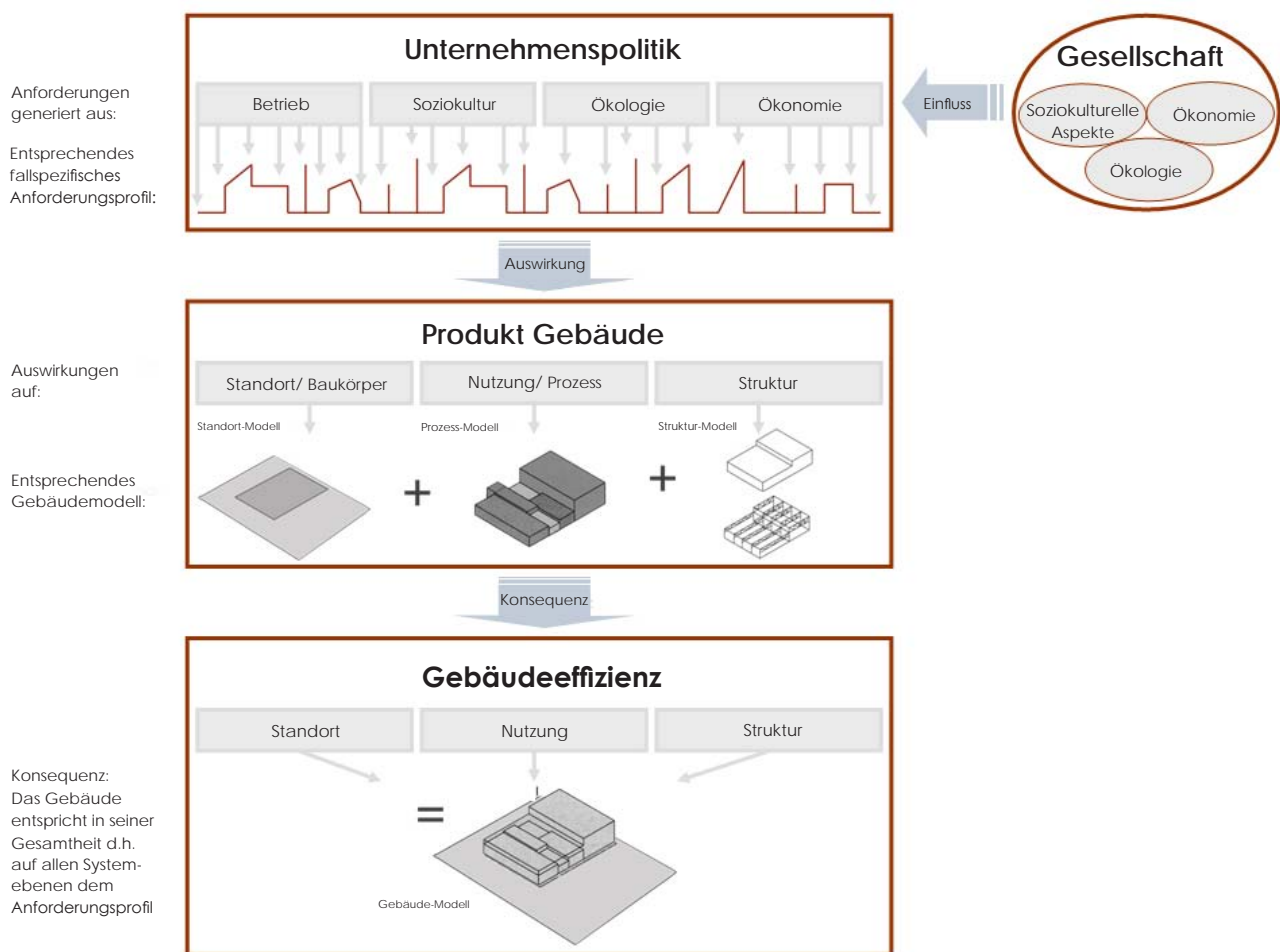 Unternehmenspolitik
Gesellschaft
Soziokulturelle
Aspekte
Ökonomie
Ökologie
Einfluss
Anforderungen
generiert aus:
Betrieb
Soziokultur
Ökologie
Ökonomie
Entsprechendes
fallspezifisches
Anforderungsprofil:
Auswirkung
Produkt Gebäude
Auswirkungen
auf:
Standort/ Baukörper
Nutzung/ Prozess
Struktur
Standort-Modell
Prozess-Modell
Struktur-Modell
Entsprechendes
Gebäudemodell:
+
+
Konsequenz
Gebäudeeffizienz
Standort
Nutzung
Struktur
Konsequenz:
Das Gebäude
entspricht in seiner
Gesamtheit d.h.
auf allen System-
ebenen dem
Anforderungsprofil
=
Gebäude-Modell